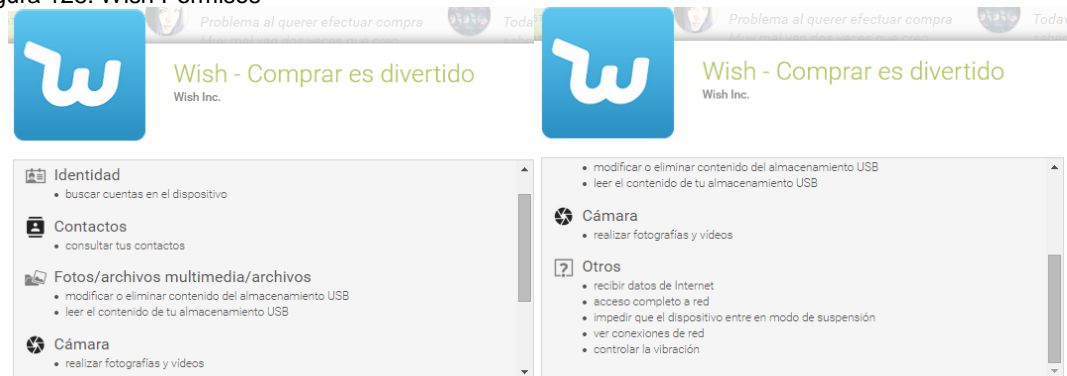 Wish Permisos
Problema al querer efectuar compra
Toda
Wish - Comprar es divertido
Wish Inc.
Identidad
• buscar cuentas en el dispositivo
Contactos
• consultar tus contactos
Fotos/archivos multimedia/archivos
• modificar o eliminar contenido del almacenamiento USB
• leer el contenido de tu almacenamiento USB
Cámara
• realizar fotografías y vídeos
Problema al querer efectuar compra
Todav
Wish - Comprar es divertido
Wish Inc.
• modificar o eliminar contenido del almacenamiento USB
• leer el contenido de tu almacenamiento USB
Cámara
• realizar fotografías y vídeos
Otros
• recibir datos de Internet
• acceso completo a red
• impedir que el dispositivo entre en modo de suspensión
• ver conexiones de red
• controlar la vibración